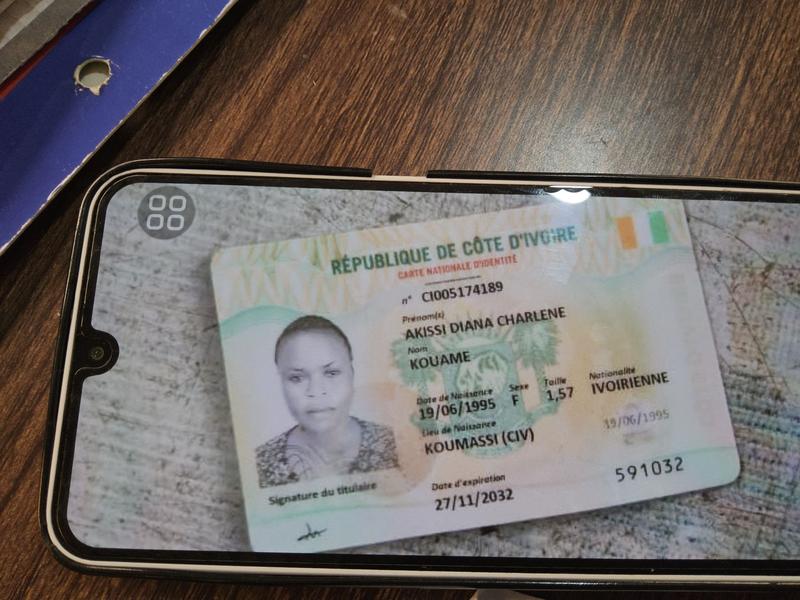 RÉPUBLIQUE DE CÔTE D'IVOIRE
CARTE NATIONALE D'IDENTITÉ
n° CI005174189
Prénom(s)
AKISSI DIANA CHARLENE
Nom
KOUAME
Date de Naissance Sexe Taille Nationalité
19/06/1995 F 1,57 IVOIRIENNE
Lieu de Naissance
KOUMASSI (CIV)
19/06/1995
Signature du titulaire
Date d'expiration
27/11/2032
591032